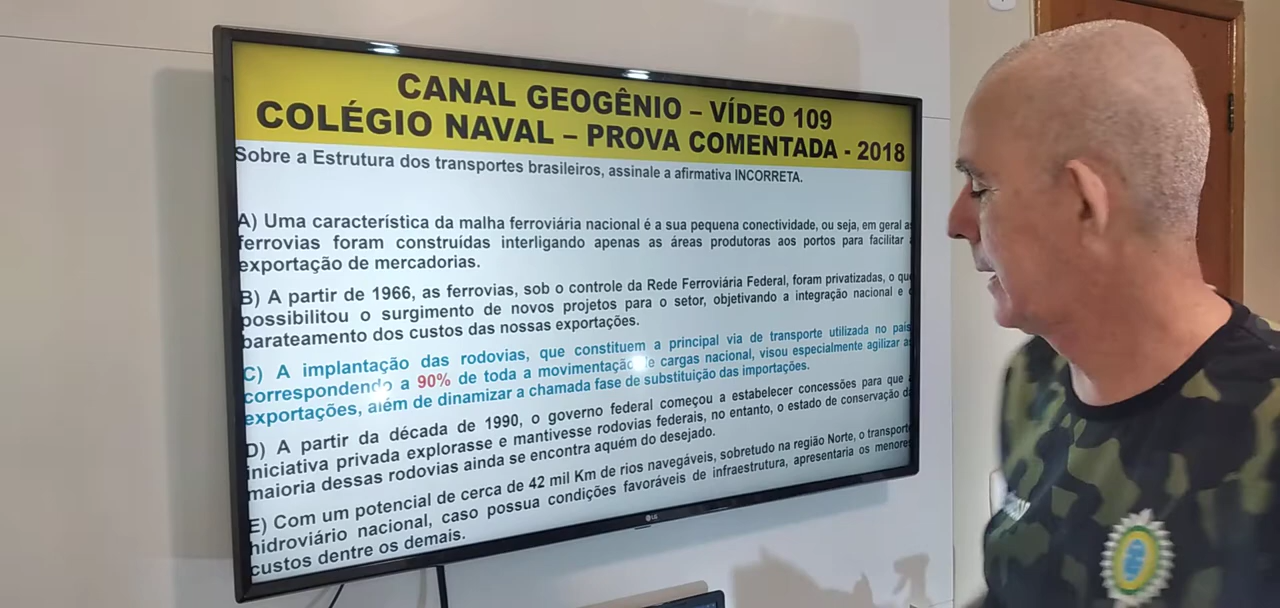 CANAL GEOGÊNIO – VÍDEO 109
COLÉGIO NAVAL – PROVA COMENTADA - 2018
Sobre a Estrutura dos transportes brasileiros, assinale a afirmativa INCORRETA.
A) Uma característica da malha ferroviária nacional é a sua pequena conectividade, ou seja, em geral as
ferrovias foram construídas interligando apenas as áreas produtoras aos portos para facilitar a
exportação de mercadorias.
B) A partir de 1966, as ferrovias, sob o controle da Rede Ferroviária Federal, foram privatizadas, o que
possibilitou o surgimento de novos projetos para o setor, objetivando a integração nacional e o
barateamento dos custos das nossas exportações.
C) A implantação das rodovias, que constituem a principal via de transporte utilizada no país
correspondendo a 90% de toda a movimentação de cargas nacional, visou especialmente agilizar as
exportações, além de dinamizar a chamada fase de substituição das importações.
D) A partir da década de 1990, o governo federal começou a estabelecer concessões para que a
iniciativa privada explorasse e mantivesse rodovias federais, no entanto, o estado de conservação da
maioria dessas rodovias ainda se encontra aquém do desejado.
E) Com um potencial de cerca de 42 mil Km de rios navegáveis, sobretudo na região Norte, o transporte
hidroviário nacional, caso possua condições favoráveis de infraestrutura, apresentaria os menores
custos dentre os demais.
LG